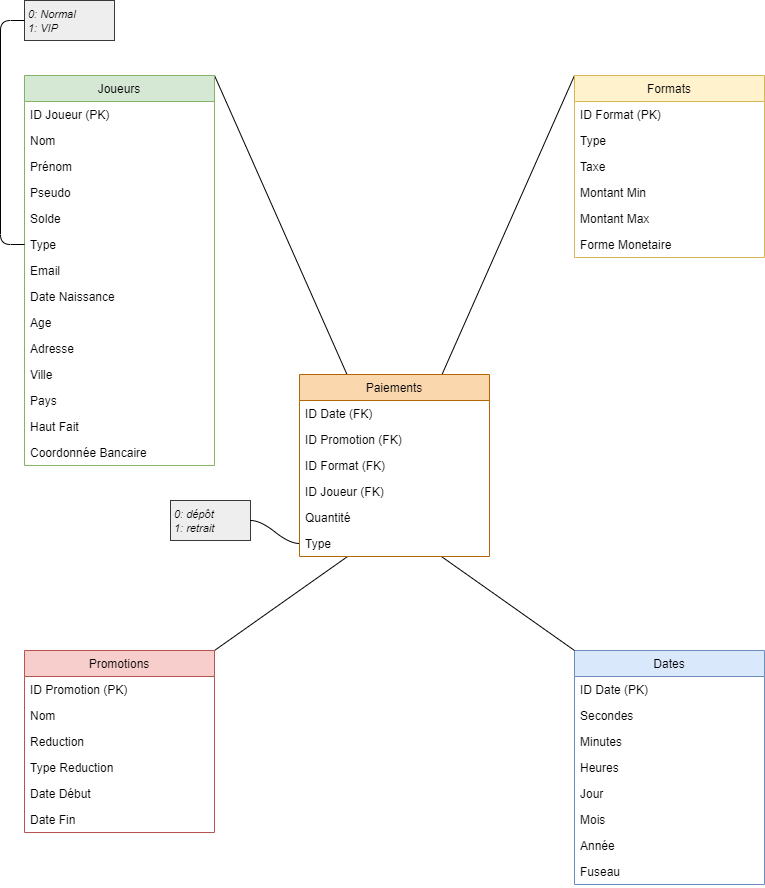 0: Normal
1: VIP
Joueurs
ID Joueur (PK)
Nom
Prénom
Pseudo
Solde
Type
Email
Date Naissance
Age
Adresse
Ville
Pays
Haut Fait
Coordonnée Bancaire
Formats
ID Format (PK)
Type
Taxe
Montant Min
Montant Max
Forme Monetaire
Paiements
ID Date (FK)
ID Promotion (FK)
ID Format (FK)
ID Joueur (FK)
Quantité
Type
0: dépôt
1: retrait
Promotions
ID Promotion (PK)
Nom
Reduction
Type Reduction
Date Début
Date Fin
Dates
ID Date (PK)
Secondes
Minutes
Heures
Jour
Mois
Année
Fuseau